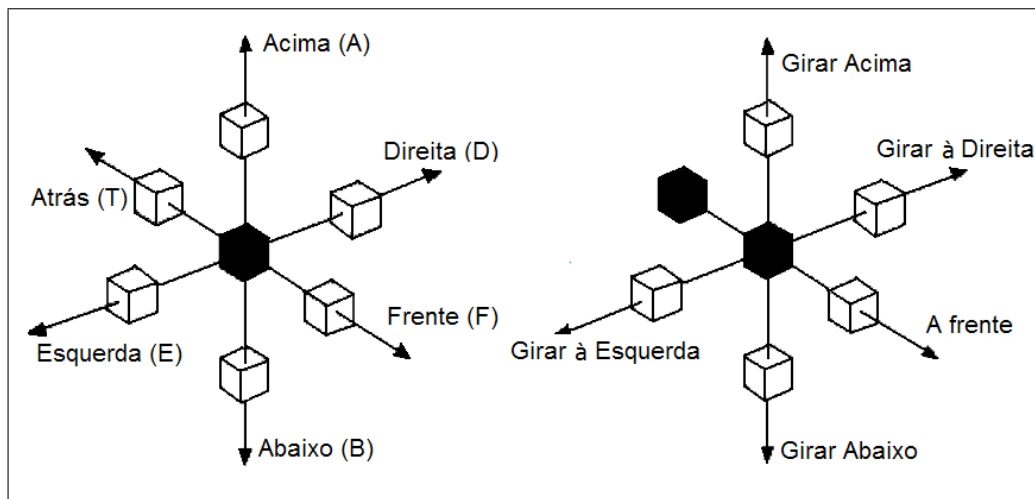 Acima (A)
Direita (D)
Atrás (T)
Frente (F)
Esquerda (E)
Abaixo (B)
Girar Acima
Girar à Direita
A frente
Girar à Esquerda
Girar Abaixo